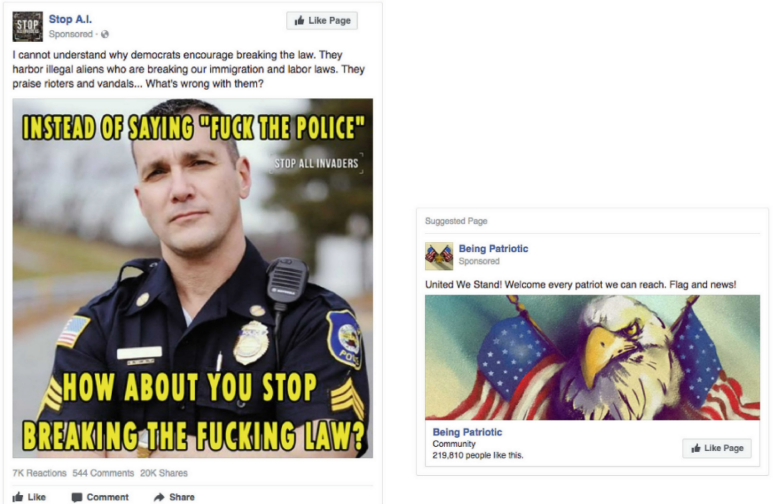 Stop A.I.
Sponsored ·
Like Page
I cannot understand why democrats encourage breaking the law. They
harbor illegal aliens who are breaking our immigration and labor laws. They
praise rioters and vandals... What's wrong with them?
INSTEAD OF SAYING "FUCK THE POLICE"
STOP ALL INVADERS
HOW ABOUT YOU STOP
BREAKING THE FUCKING LAW?
7K Reactions 544 Comments 20K Shares
Like Comment Share
Suggested Page
Being Patriotic
Sponsored
United We Stand! Welcome every patriot we can reach. Flag and news!
Being Patriotic
Community
219,810 people like this.
Like Page